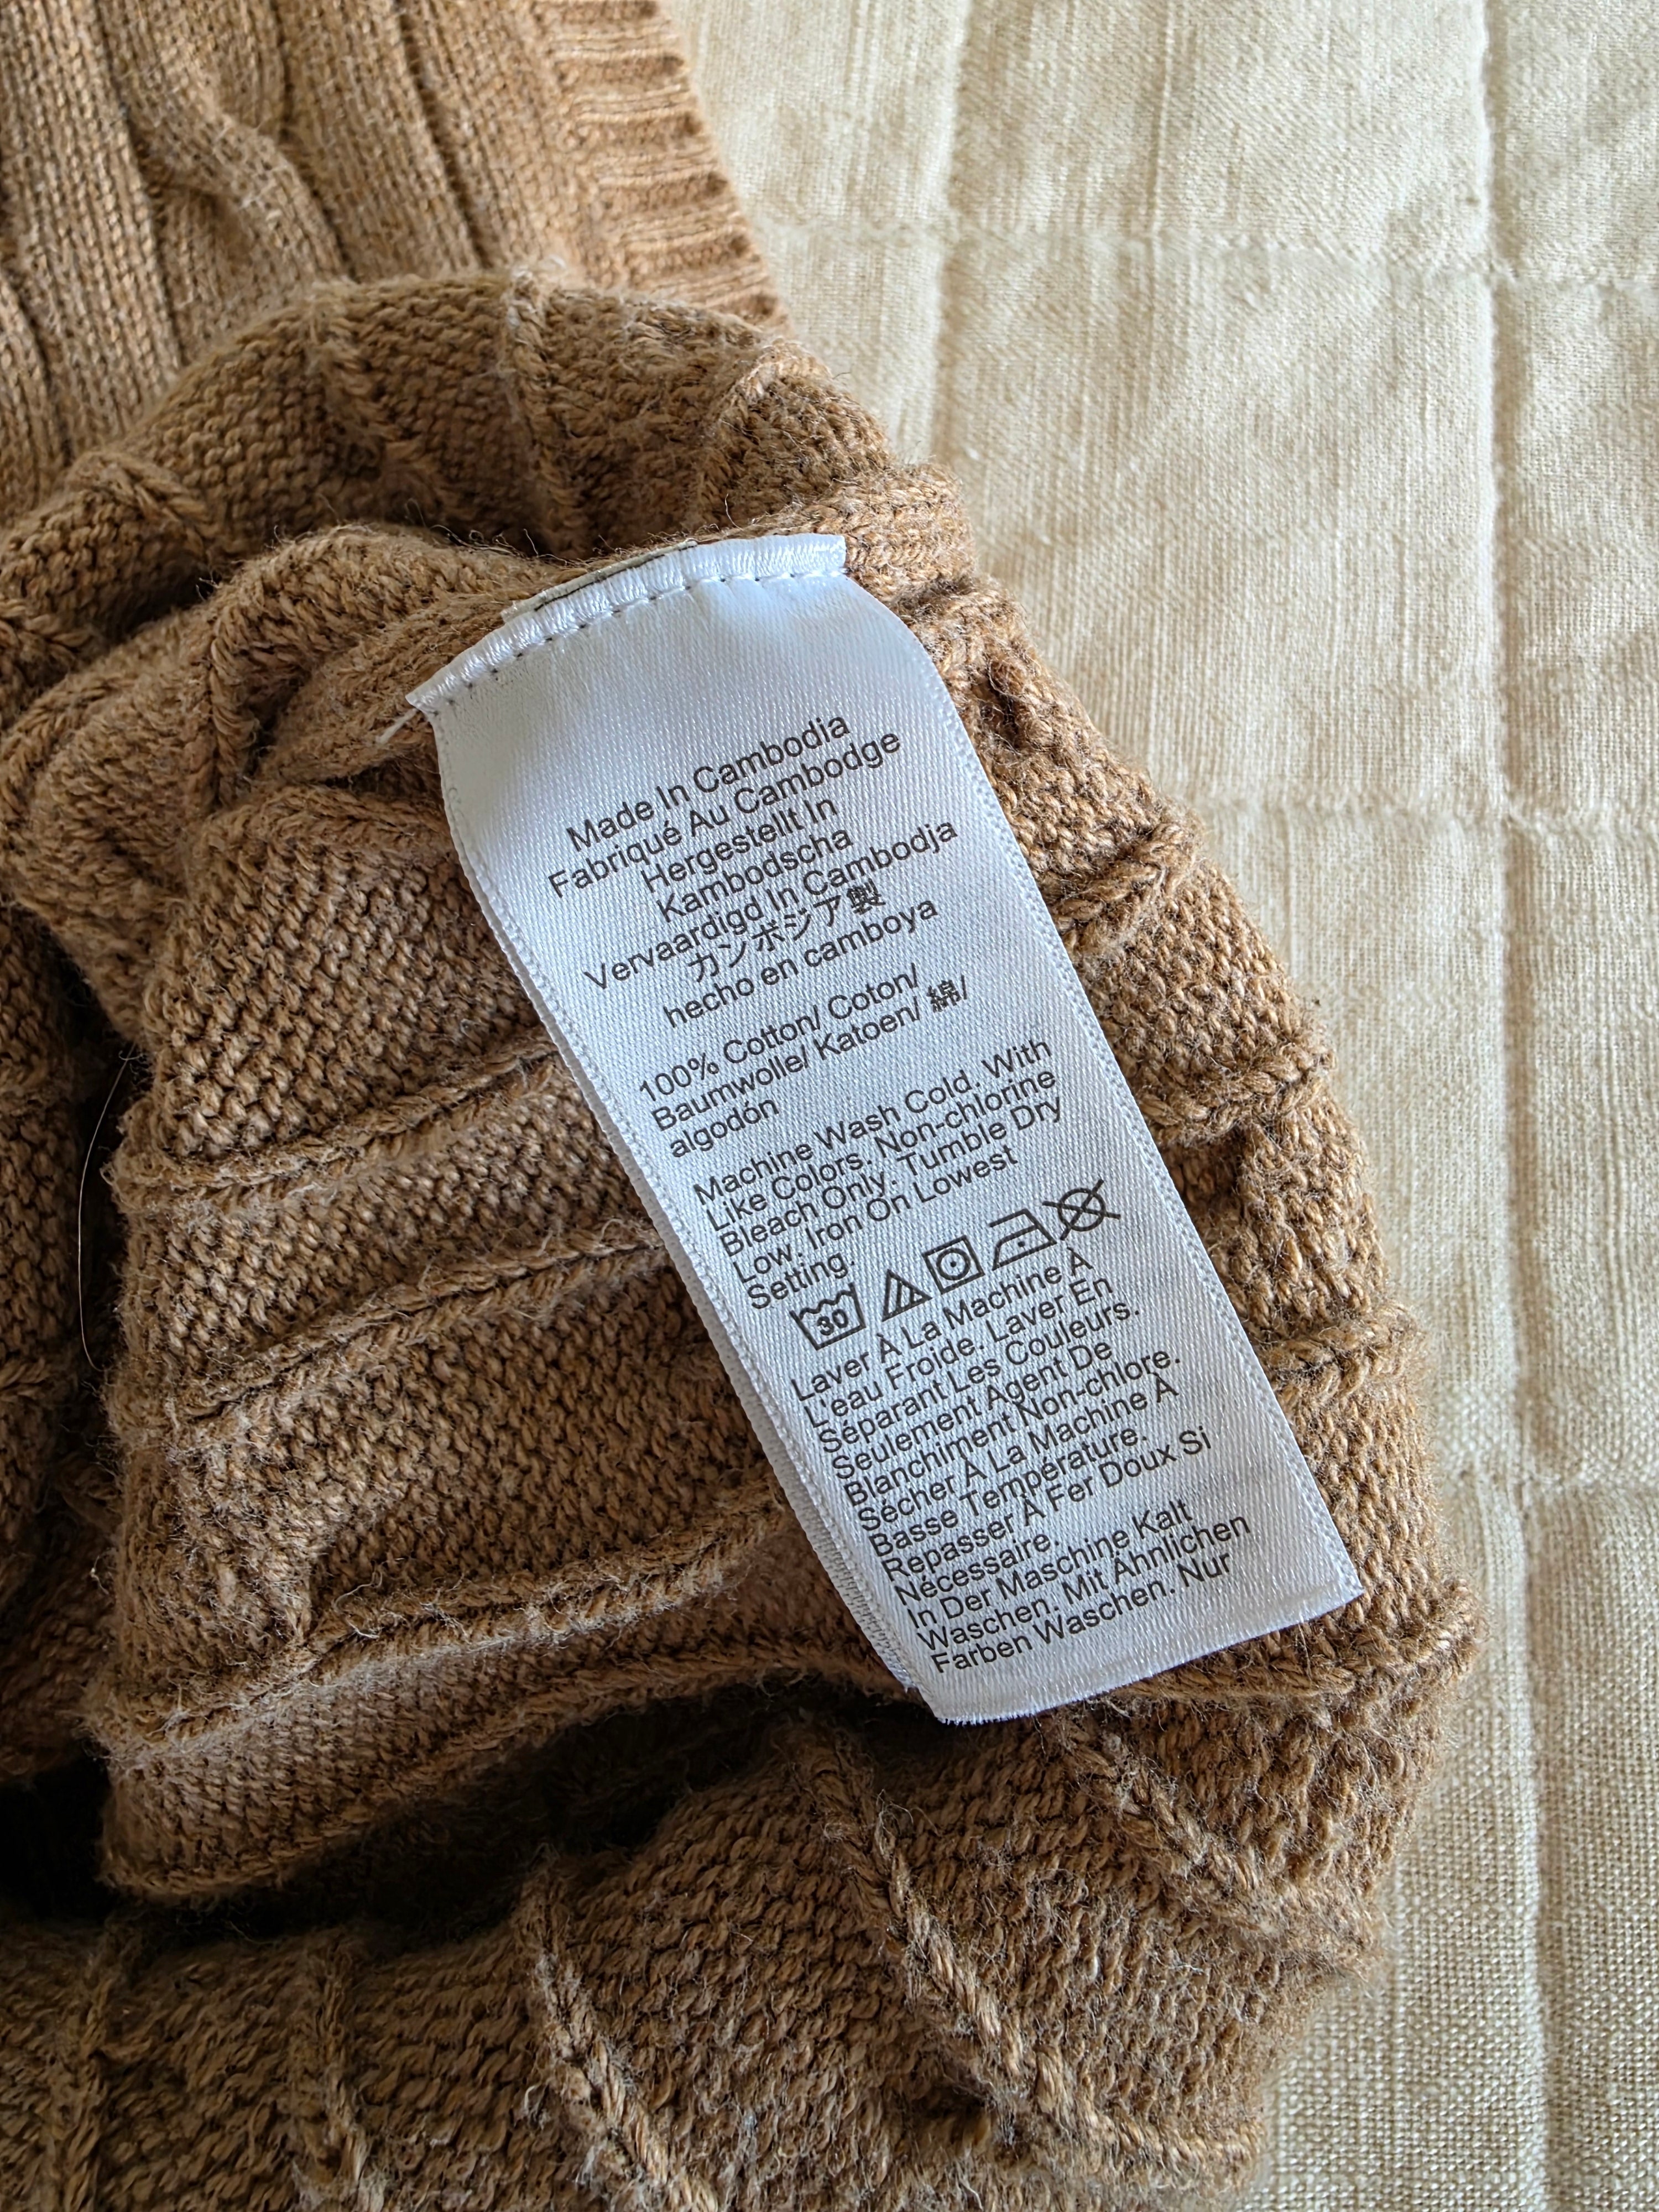 Made In Cambodia
Fabriqué Au Cambodge
Hergestellt In
Kambodscha
Vervaardigd In Cambodja
カンボジア製
hecho en camboya
100% Cotton/ Coton/
Baumwolle/ Katoen/ 綿/
algodón
Machine Wash Cold. With
Like Colors. Non-chlorine
Bleach Only. Tumble Dry
Low. Iron On Lowest
Setting.
30
Laver À La Machine À
L'eau Froide. Laver En
Séparant Les Couleurs.
Seulement Agent De
Blanchiment Non-chlore.
Sécher À La Machine À
Basse Température.
Repasser À Fer Doux Si
Nécessaire.
In Der Maschine Kalt
Waschen. Mit Ähnlichen
Farben Waschen. Nur